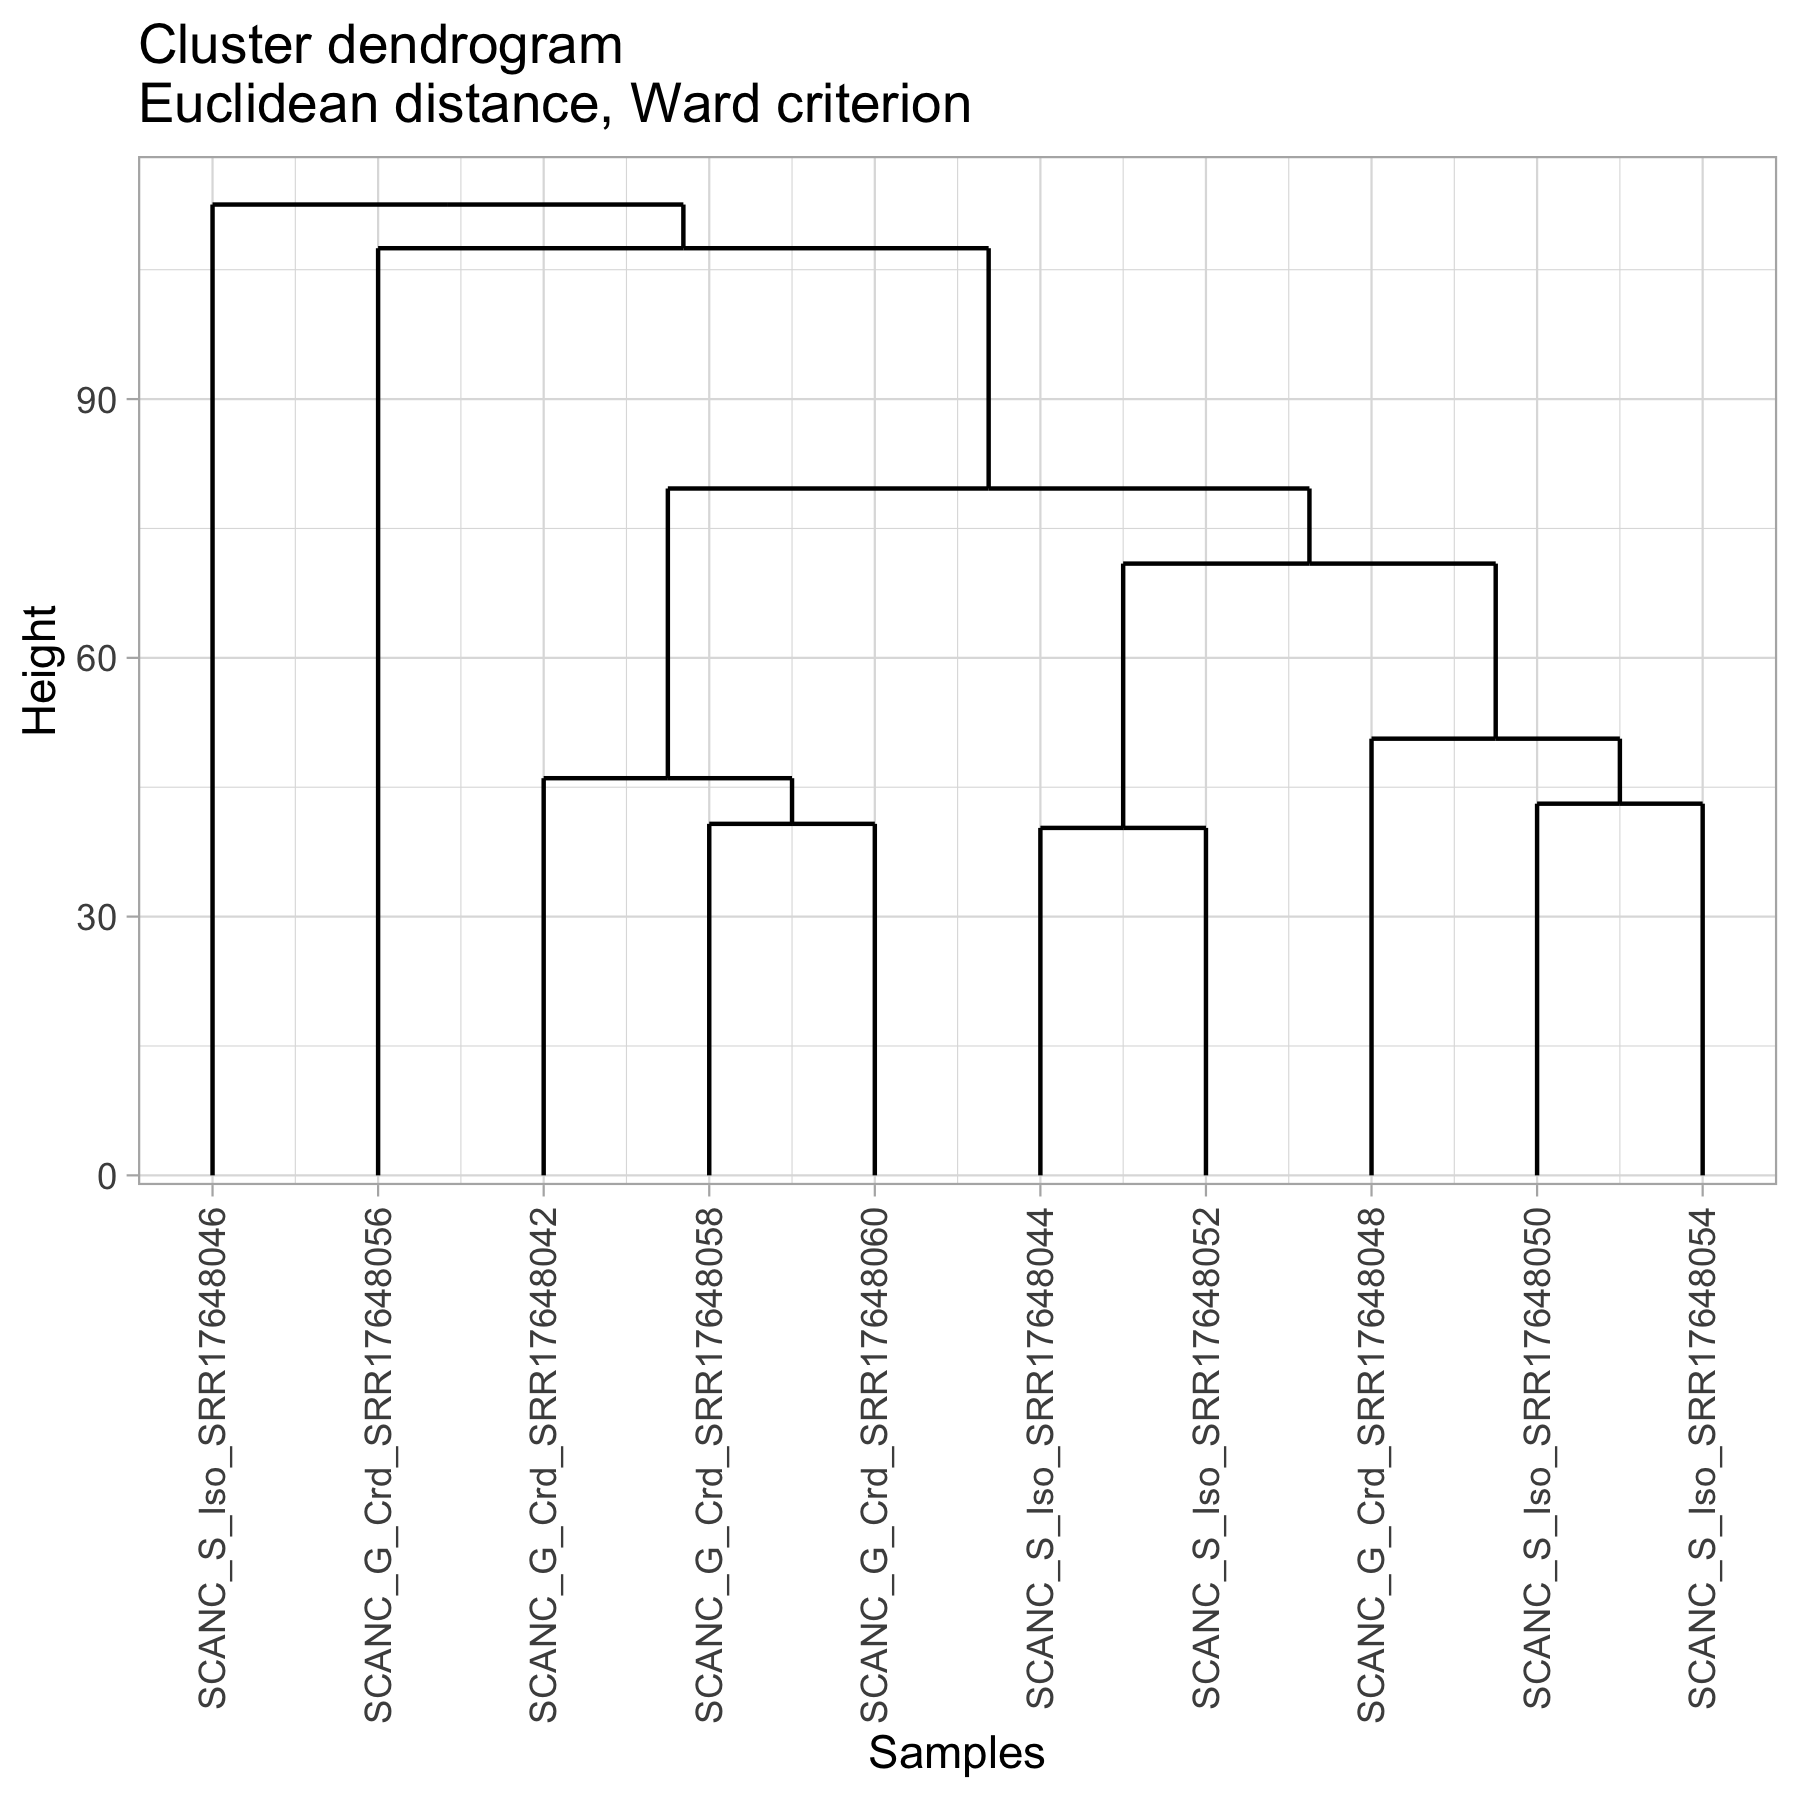 Cluster dendrogram
Euclidean distance, Ward criterion
Height
90
60
30
0
SCANC_S_Iso_SRR17648046
SCANC_G_Crd_SRR17648056
SCANC_G_Crd_SRR17648042
SCANC_G_Crd_SRR17648058
SCANC_G_Crd_SRR17648060
SCANC_S_Iso_SRR17648044
SCANC_S_Iso_SRR17648052
SCANC_G_Crd_SRR17648048
SCANC_S_Iso_SRR17648050
SCANC_S_Iso_SRR17648054
Samples